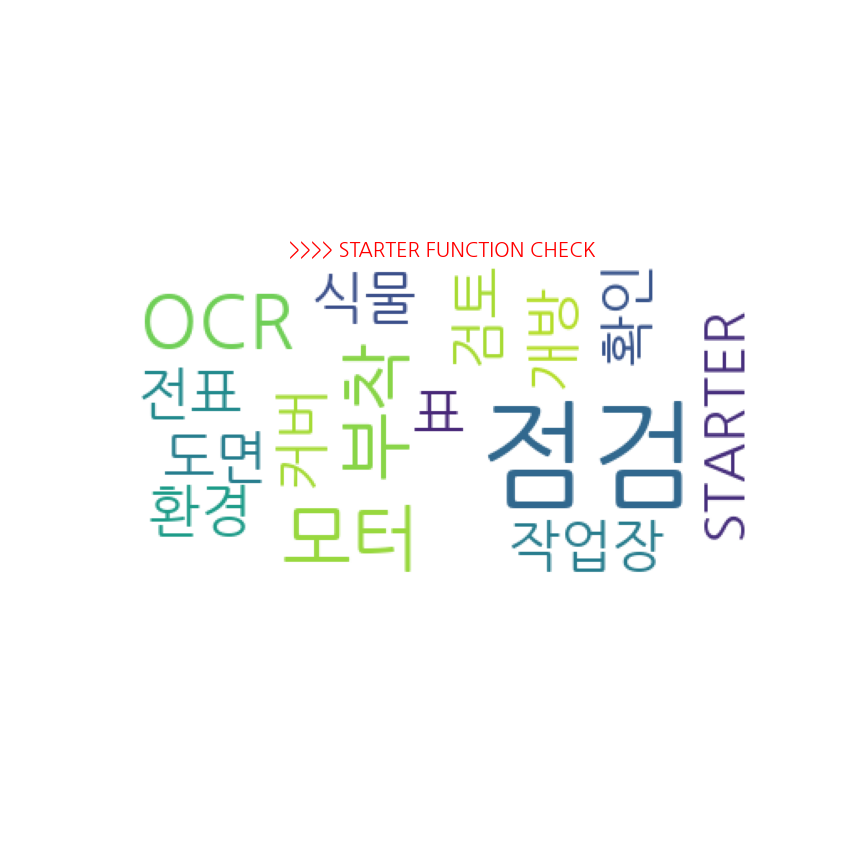 >>>> STARTER FUNCTION CHECK
식물
검토
개방
확인
OCR
STARTER
전표
커버
부착
표
점검
도면
환경
모터
작업장